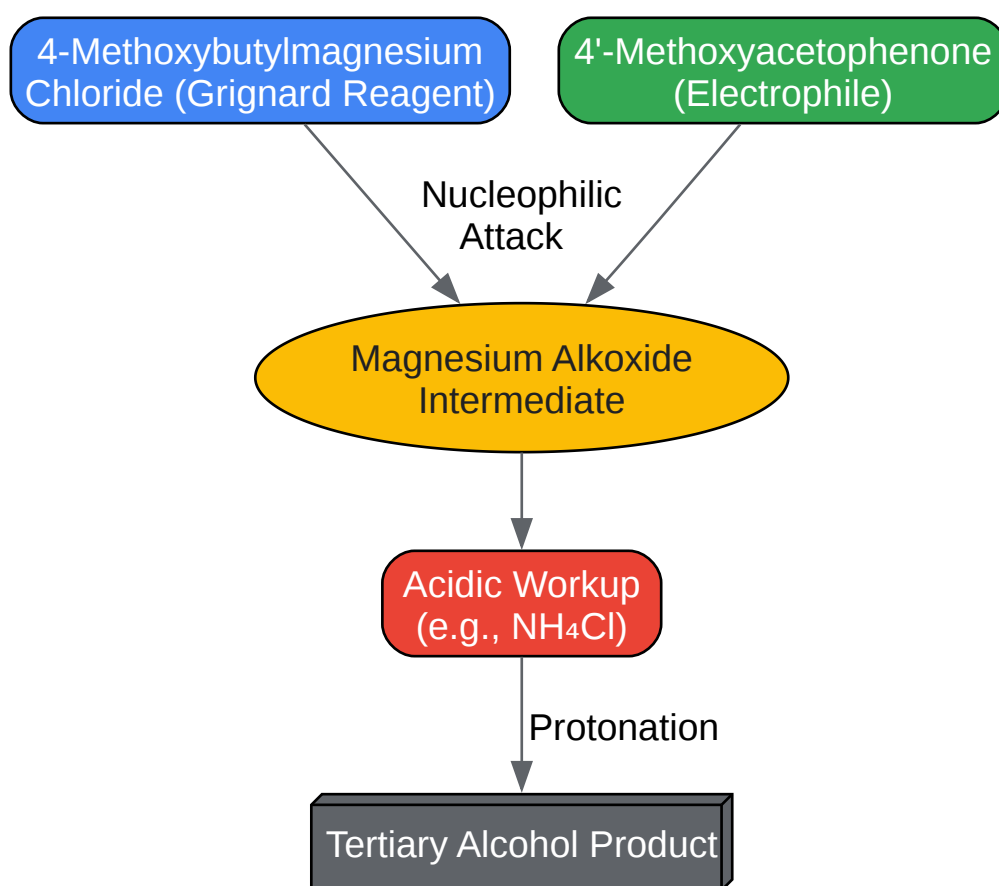 4-Methoxybutylmagnesium
Chloride (Grignard Reagent)
4'-Methoxyacetophenone
(Electrophile)
Nucleophilic
Attack
Magnesium Alkoxide
Intermediate
Acidic Workup
(e.g., NH₄Cl)
Protonation
Tertiary Alcohol Product